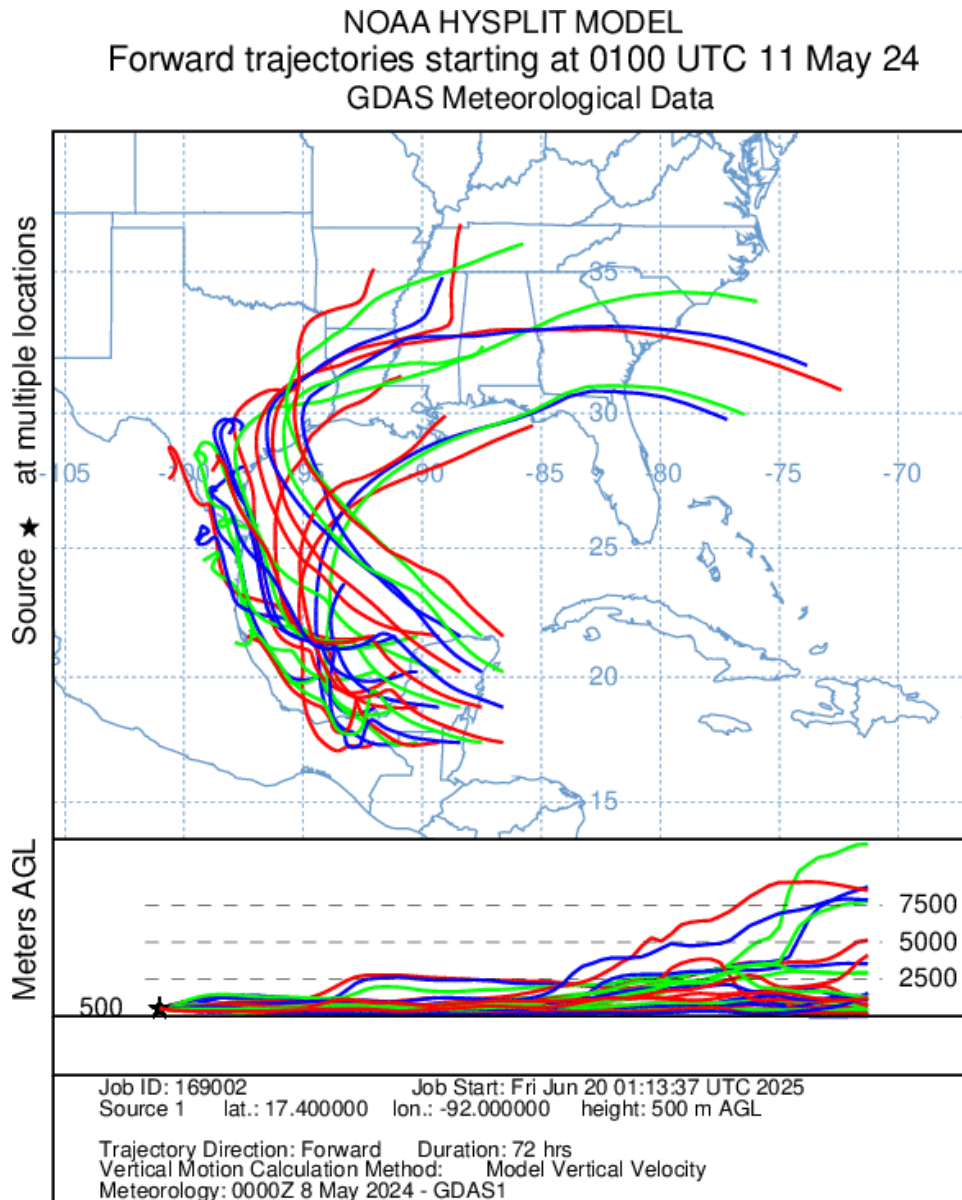 NOAA HYSPLIT MODEL
Forward trajectories starting at 0100 UTC 11 May 24
GDAS Meteorological Data
Source ★ at multiple locations
35
30
-105 -100 -95 -90 -85 -80 -75 -70
25
20
15
Meters AGL
7500
5000
2500
500
Job ID: 169002 Job Start: Fri Jun 20 01:13:37 UTC 2025
Source 1 lat.: 17.400000 lon.: -92.000000 height: 500 m AGL
Trajectory Direction: Forward Duration: 72 hrs
Vertical Motion Calculation Method: Model Vertical Velocity
Meteorology: 0000Z 8 May 2024 - GDAS1